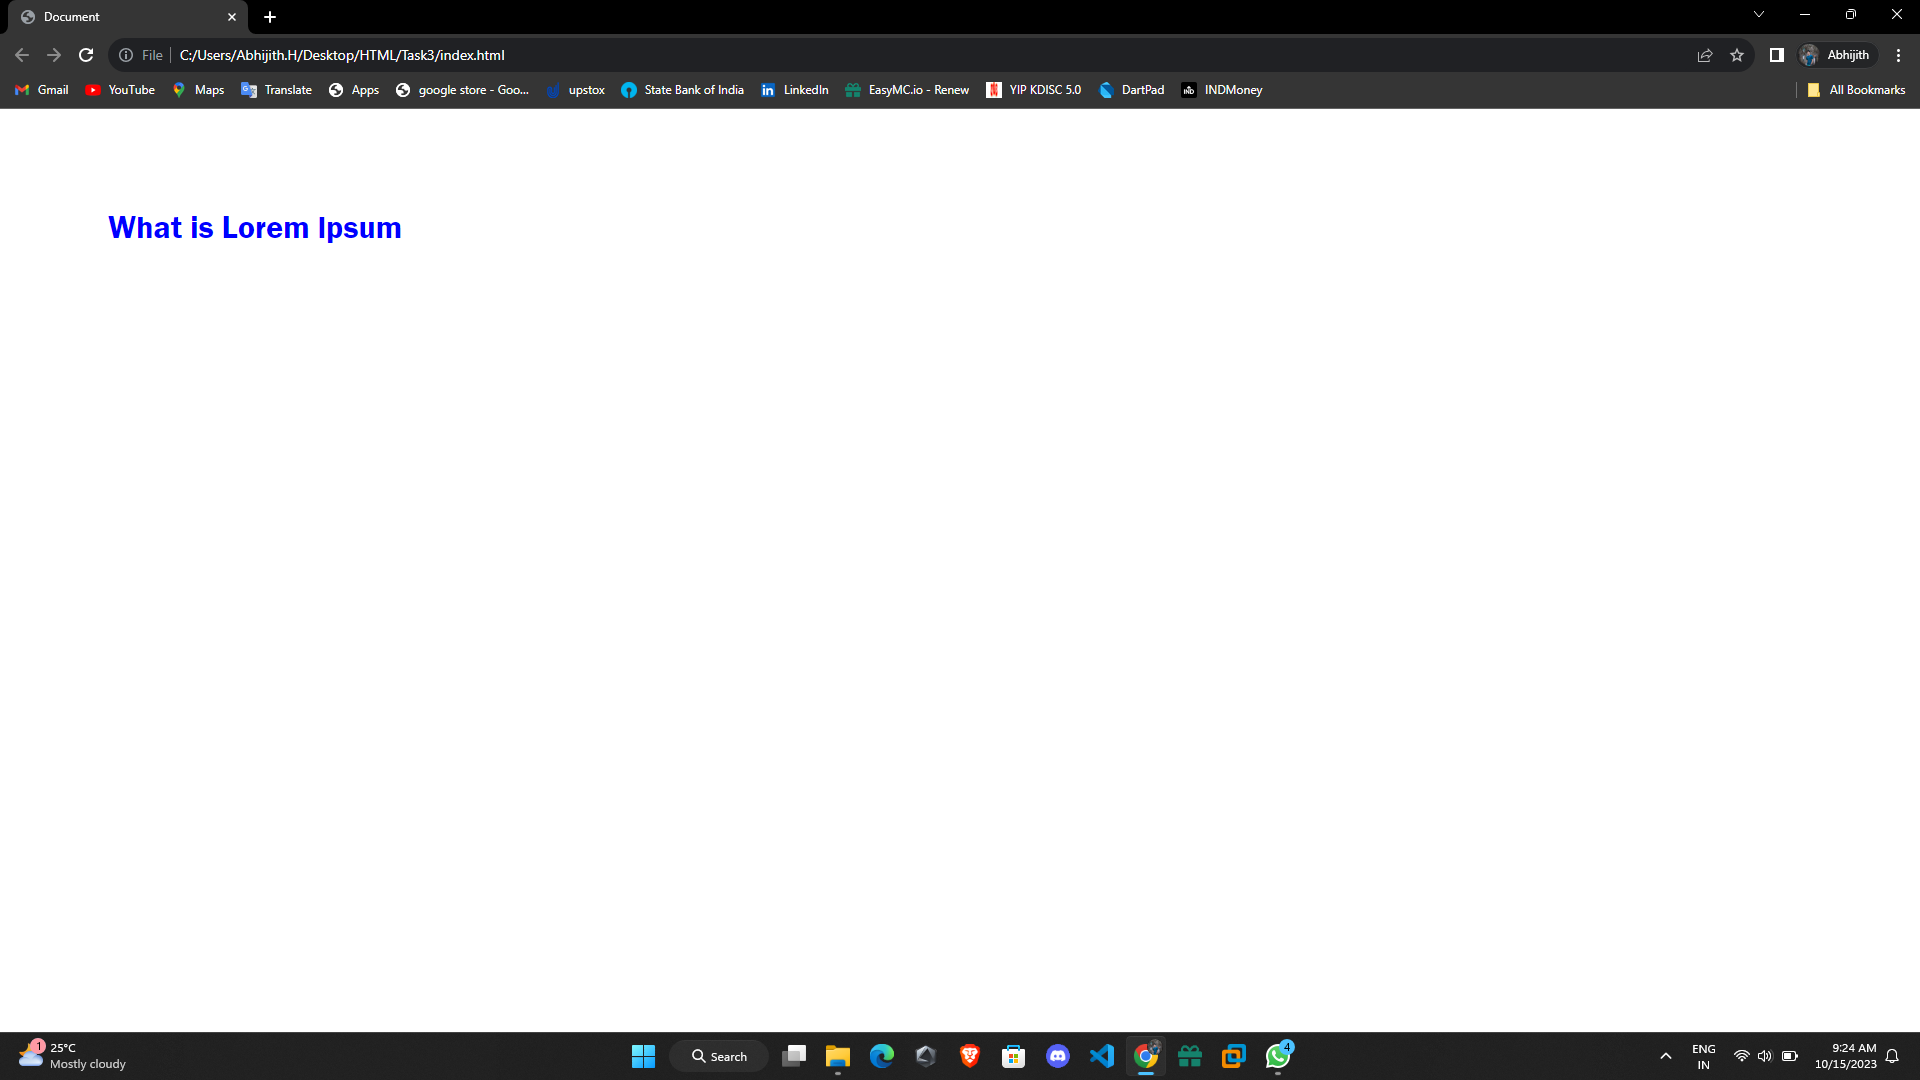 Document
File
C:/Users/Abhijith.H/Desktop/HTML/Task3/index.html
Abhijith
Gmail
YouTube
Maps
Translate
Apps
google store - Goo...
upstox
State Bank of India
LinkedIn
EasyMC.io - Renew
YIP KDISC 5.0
DartPad
INDMoney
All Bookmarks
What is Lorem Ipsum
1
25°C
Mostly cloudy
Search
4
ENG
IN
9:24 AM
10/15/2023